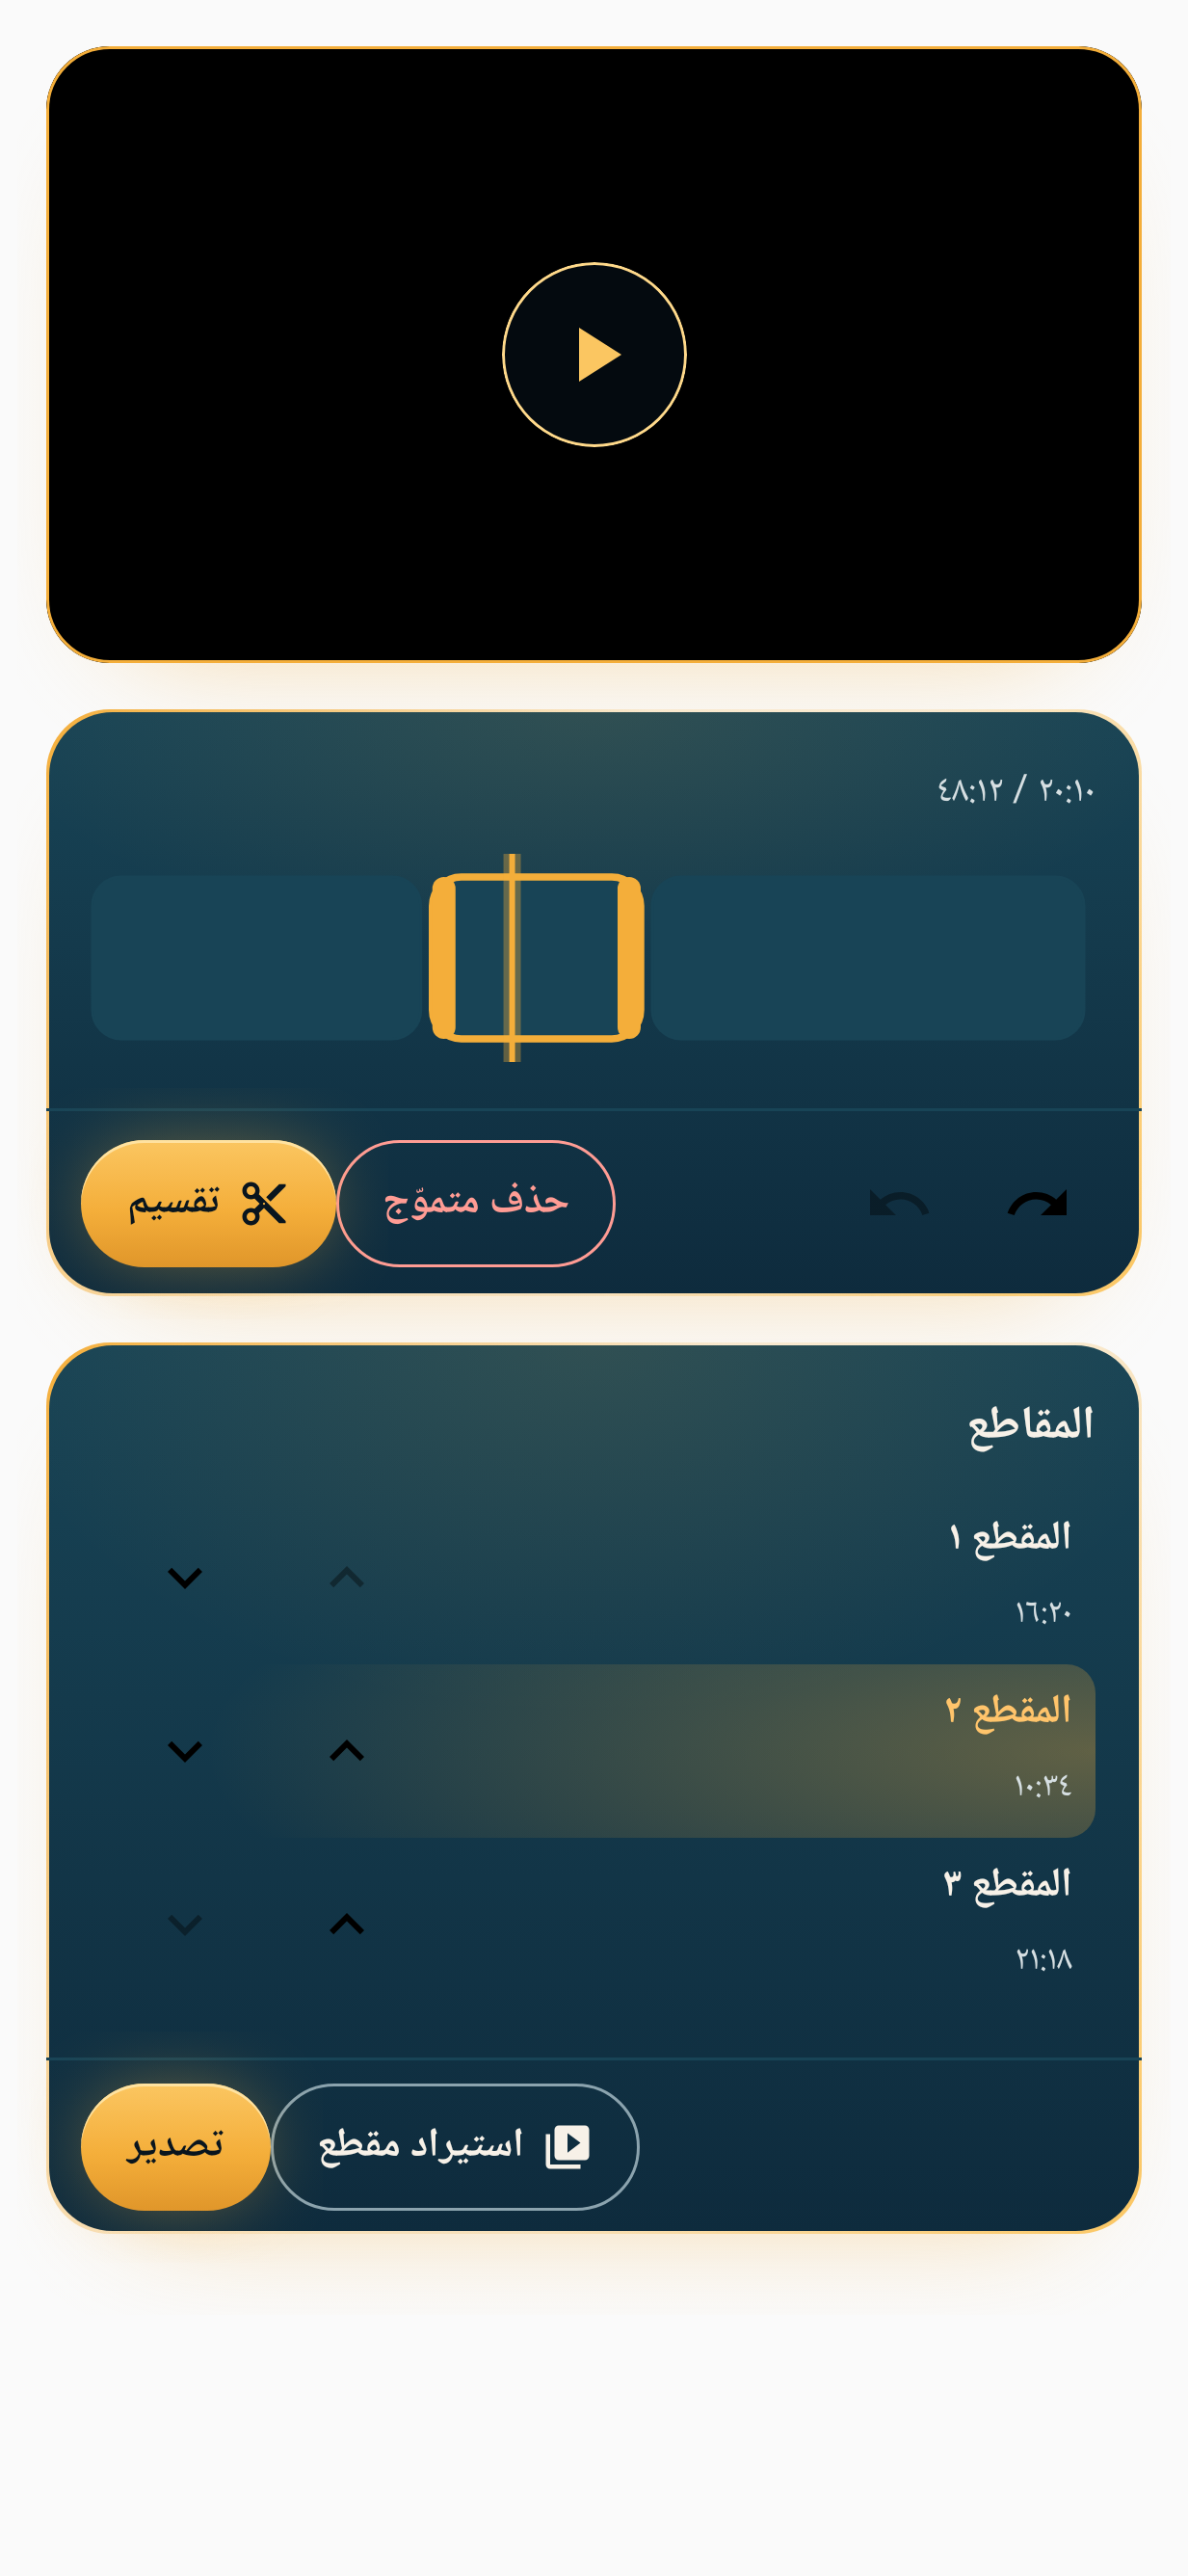 ٢٠:١٠ / ٤٨:١٢
حذف متموّج
تقسيم
المقاطع
المقطع ١
١٦:٢٠
المقطع ٢
١٠:٣٤
المقطع ٣
٢١:١٨
استيراد مقطع
تصدير